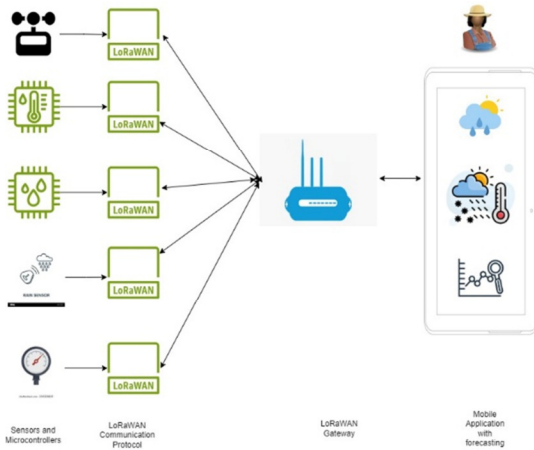 LoRaWAN
LoRaWAN
LoRaWAN
RAIN SENSOR
LoRaWAN
LoRaWAN
Sensors and
Microcontrollers
LoRaWAN
Communication
Protocol
LoRaWAN
Gateway
Mobile
Application
with
forecasting